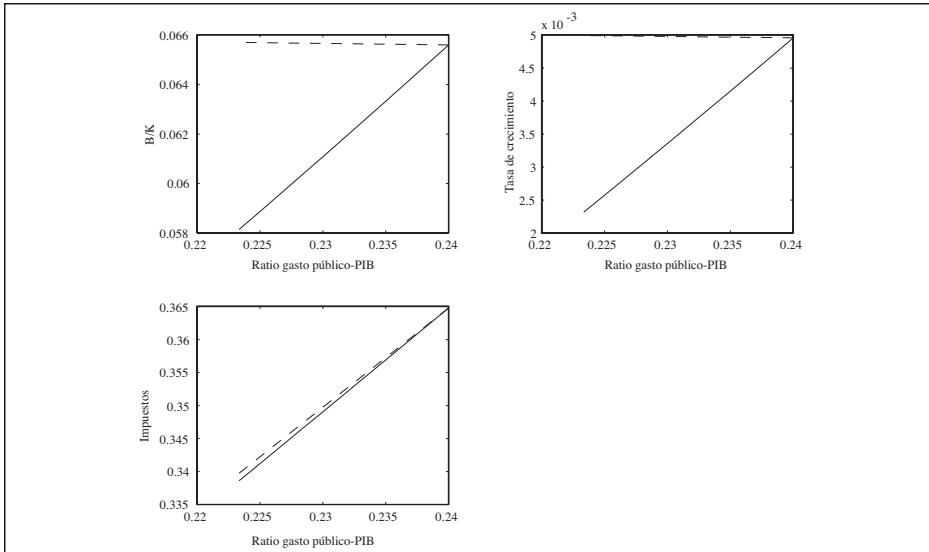 0.066
0.064
0.062
0.06
0.058
B/K
0.22 0.225 0.23 0.235 0.24
Ratio gasto público-PIB
x 10 -3
5
4.5
4
3.5
3
2.5
2
Tasa de crecimiento
0.22 0.225 0.23 0.235 0.24
Ratio gasto público-PIB
0.365
0.36
0.355
0.35
0.345
0.34
0.335
Impuestos
0.22 0.225 0.23 0.235 0.24
Ratio gasto público-PIB